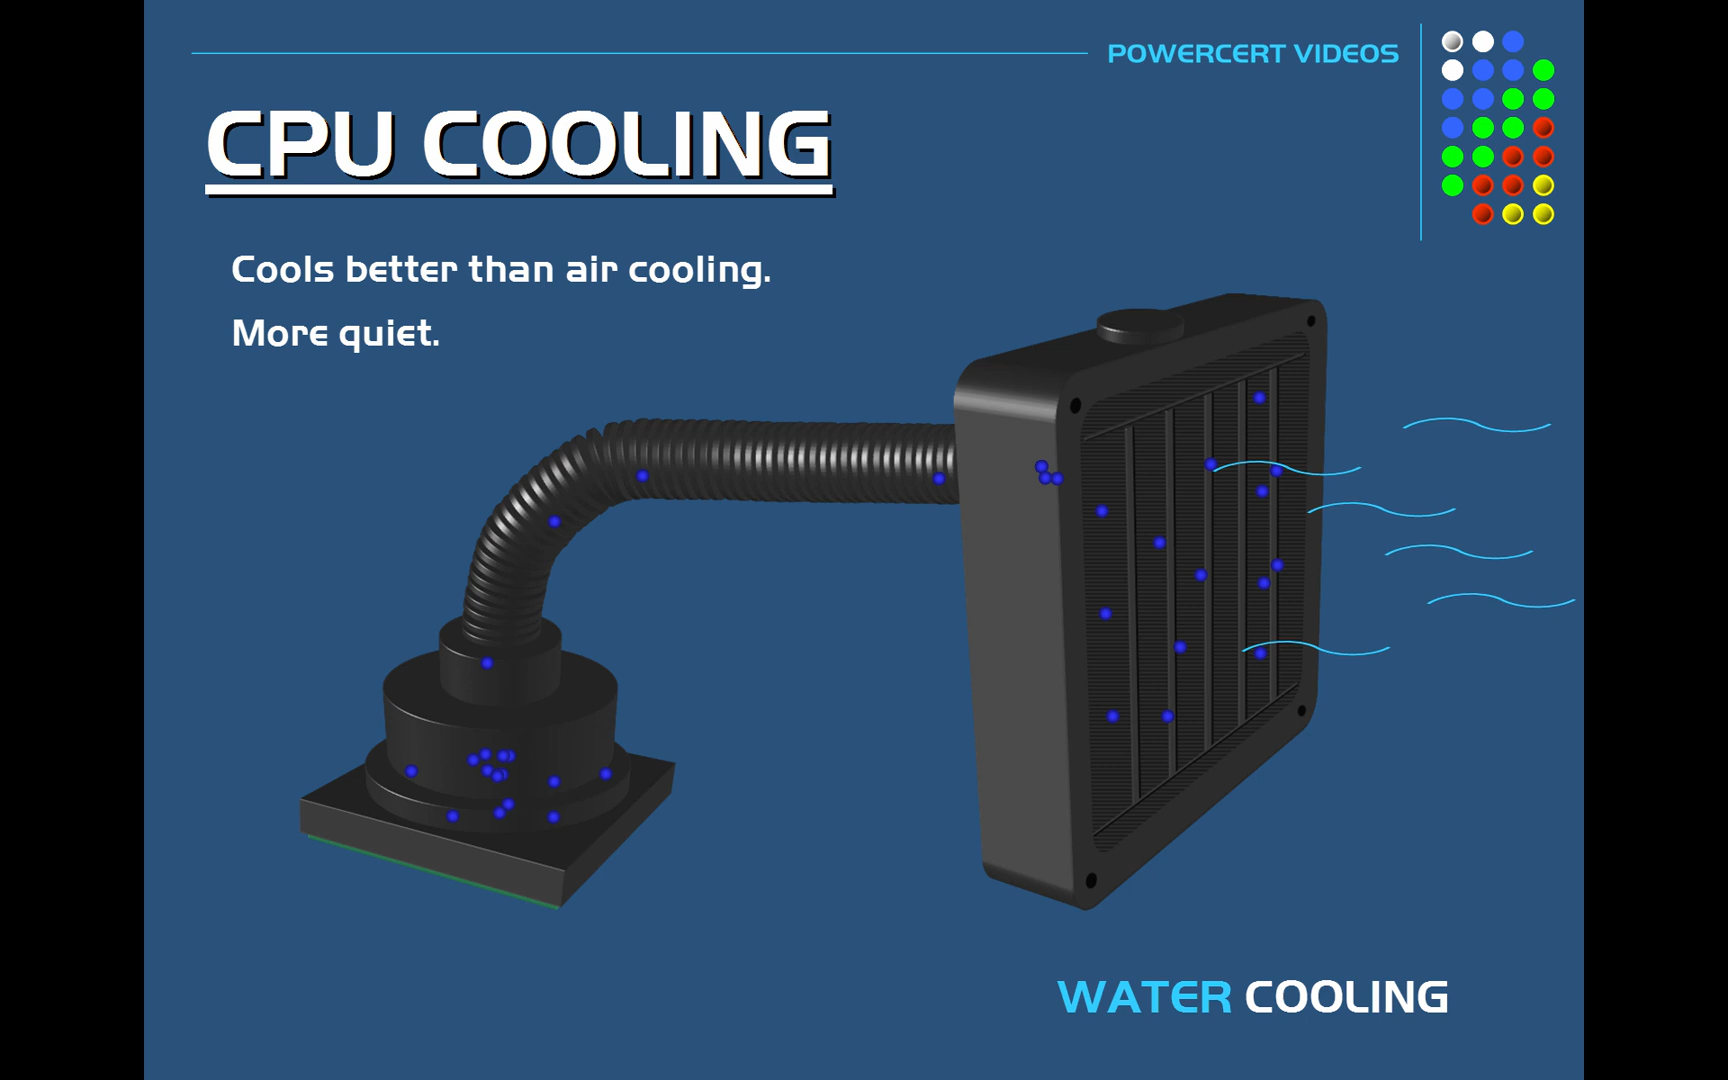 POWERCERT VIDEOS
CPU COOLING
Cools better than air cooling.
More quiet.
WATER COOLING